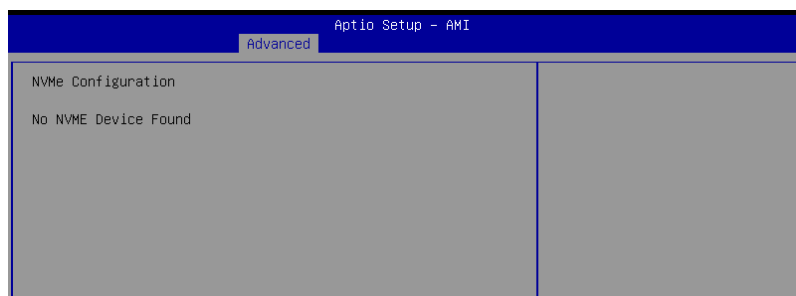 Aptio Setup - AMI
Advanced
NVMe Configuration
No NVME Device Found